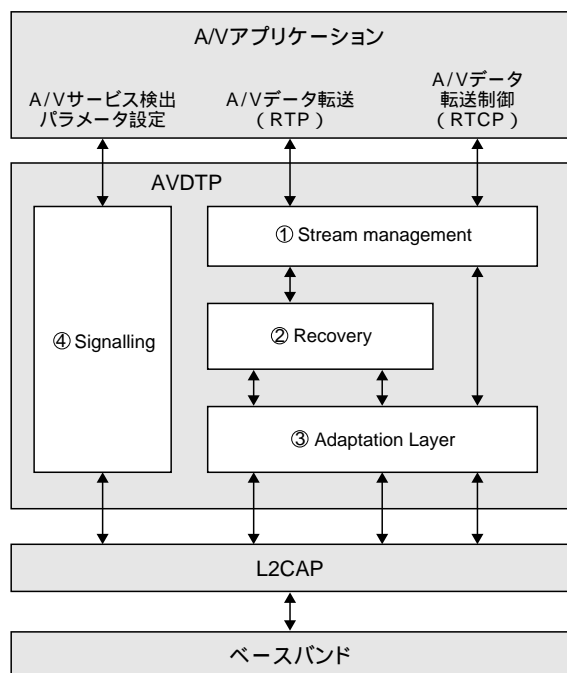 A/Vアプリケーション
A/Vサービス検出
パラメータ設定
A/Vデータ転送
(RTP)
A/Vデータ
転送制御
(RTCP)
AVDTP
① Stream management
② Recovery
④ Signalling
③ Adaptation Layer
L2CAP
ベースバンド